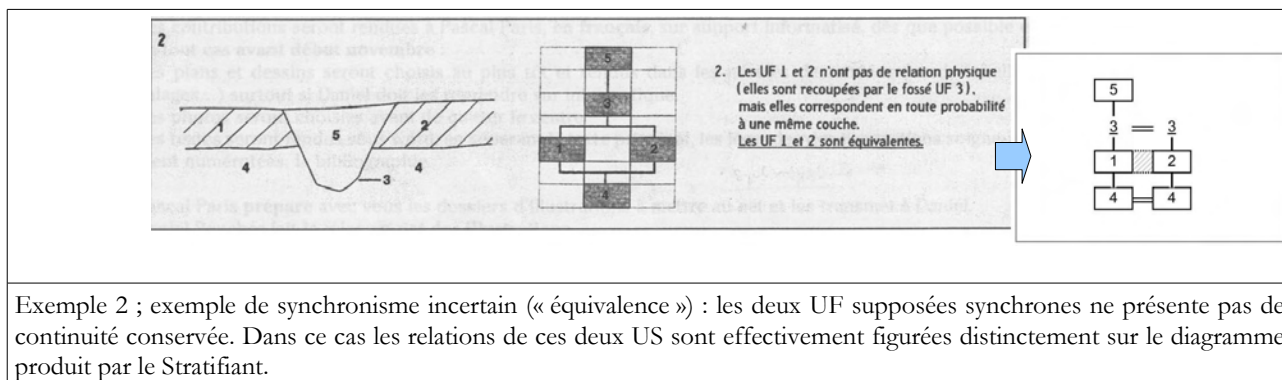 2
1
5
2
4
4
3
5
3
1
2
4
2. Les UF 1 et 2 n'ont pas de relation physique
(elles sont recoupées par le fossé UF 3),
mais elles correspondent en toute probabilité
à une même couche.
Les UF 1 et 2 sont équivalentes.
5
3 3
1 2
4 4
Exemple 2 ; exemple de synchronisme incertain (« équivalence ») : les deux UF supposées synchrones ne présente pas de
continuité conservée. Dans ce cas les relations de ces deux US sont effectivement figurées distinctement sur le diagramme
produit par le Stratifiant.